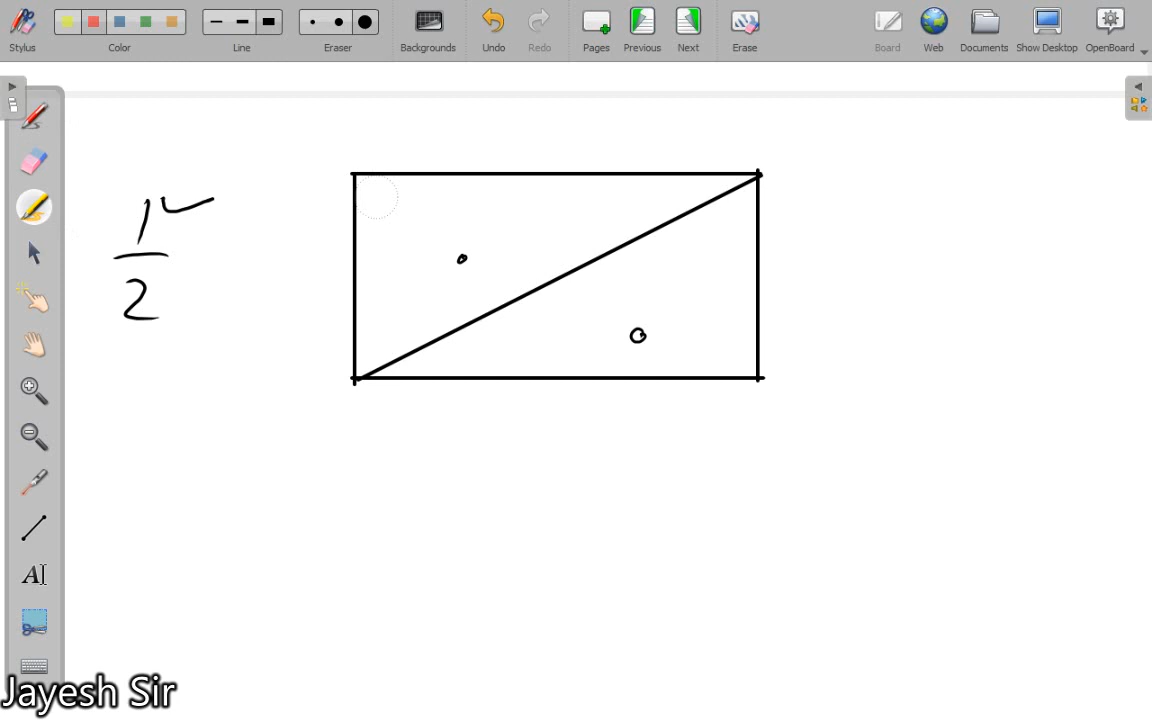 Stylus
Color
Line
Eraser
Backgrounds
Undo
Redo
Pages
Previous
Next
Erase
Board
Web
Documents
Show Desktop
OpenBoard
1
2
A
Jayesh Sir